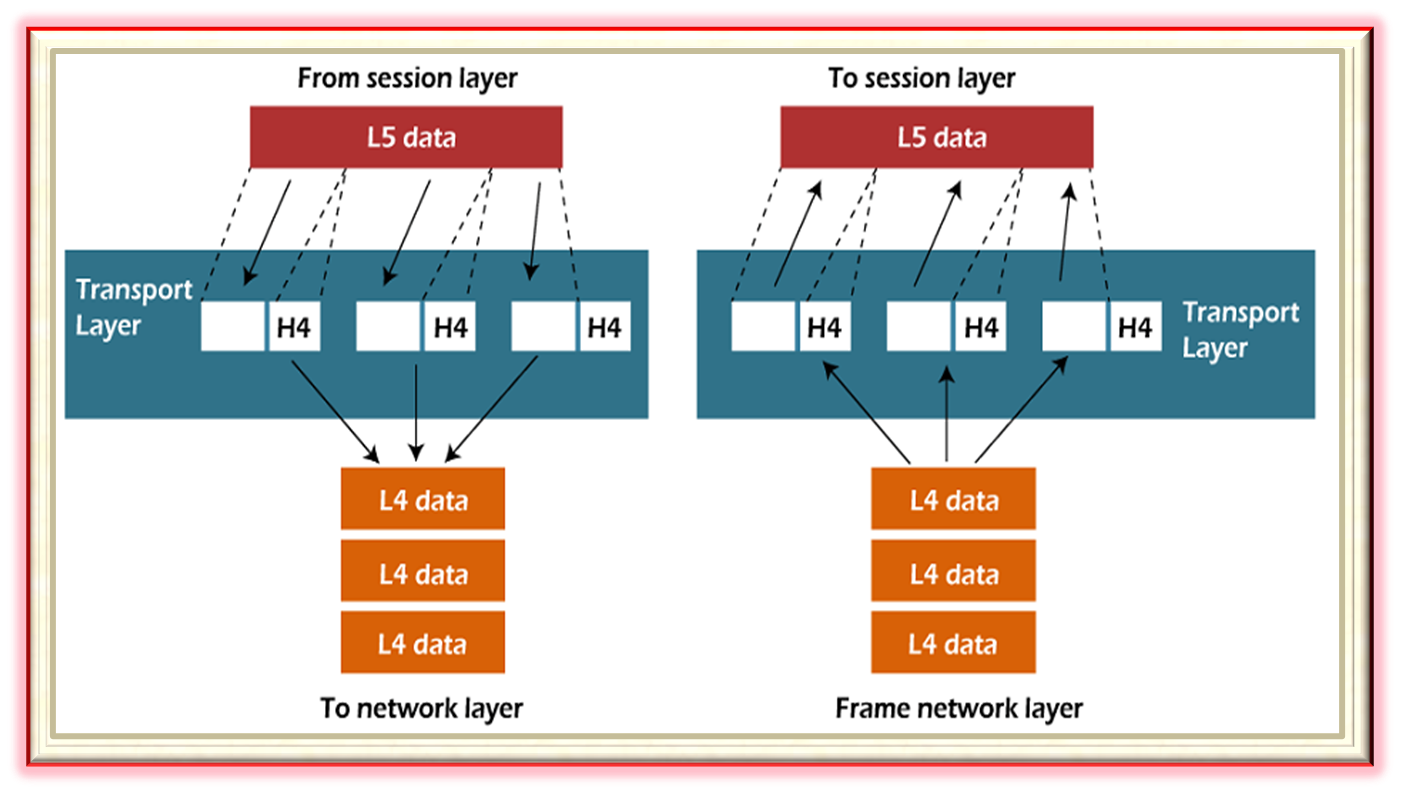 From session layer
L5 data
Transport
Layer
H4
H4
H4
L4 data
L4 data
L4 data
To network layer
To session layer
L5 data
H4
H4
H4
Transport
Layer
L4 data
L4 data
L4 data
Frame network layer